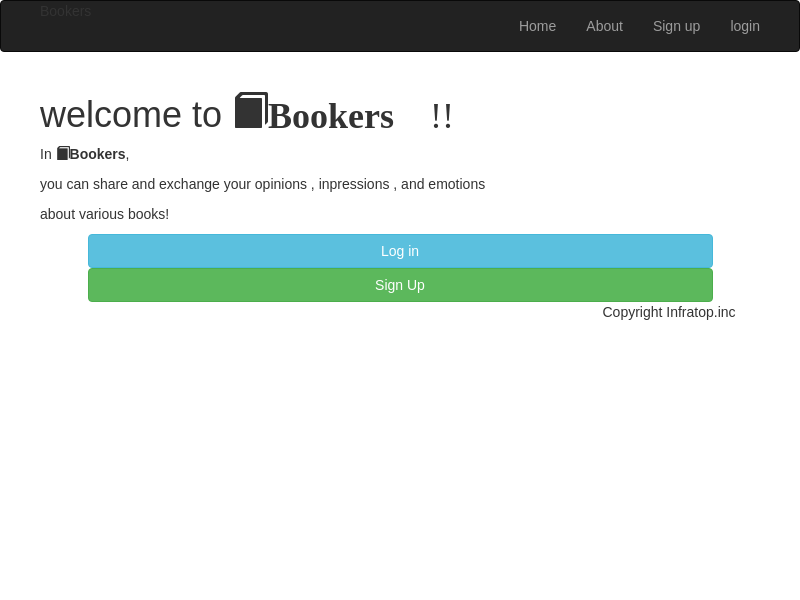 Bookers
Home About Sign up login
welcome to Bookers !!
In Bookers,
you can share and exchange your opinions , inpressions , and emotions
about various books!
Log in
Sign Up
Copyright Infratop.inc